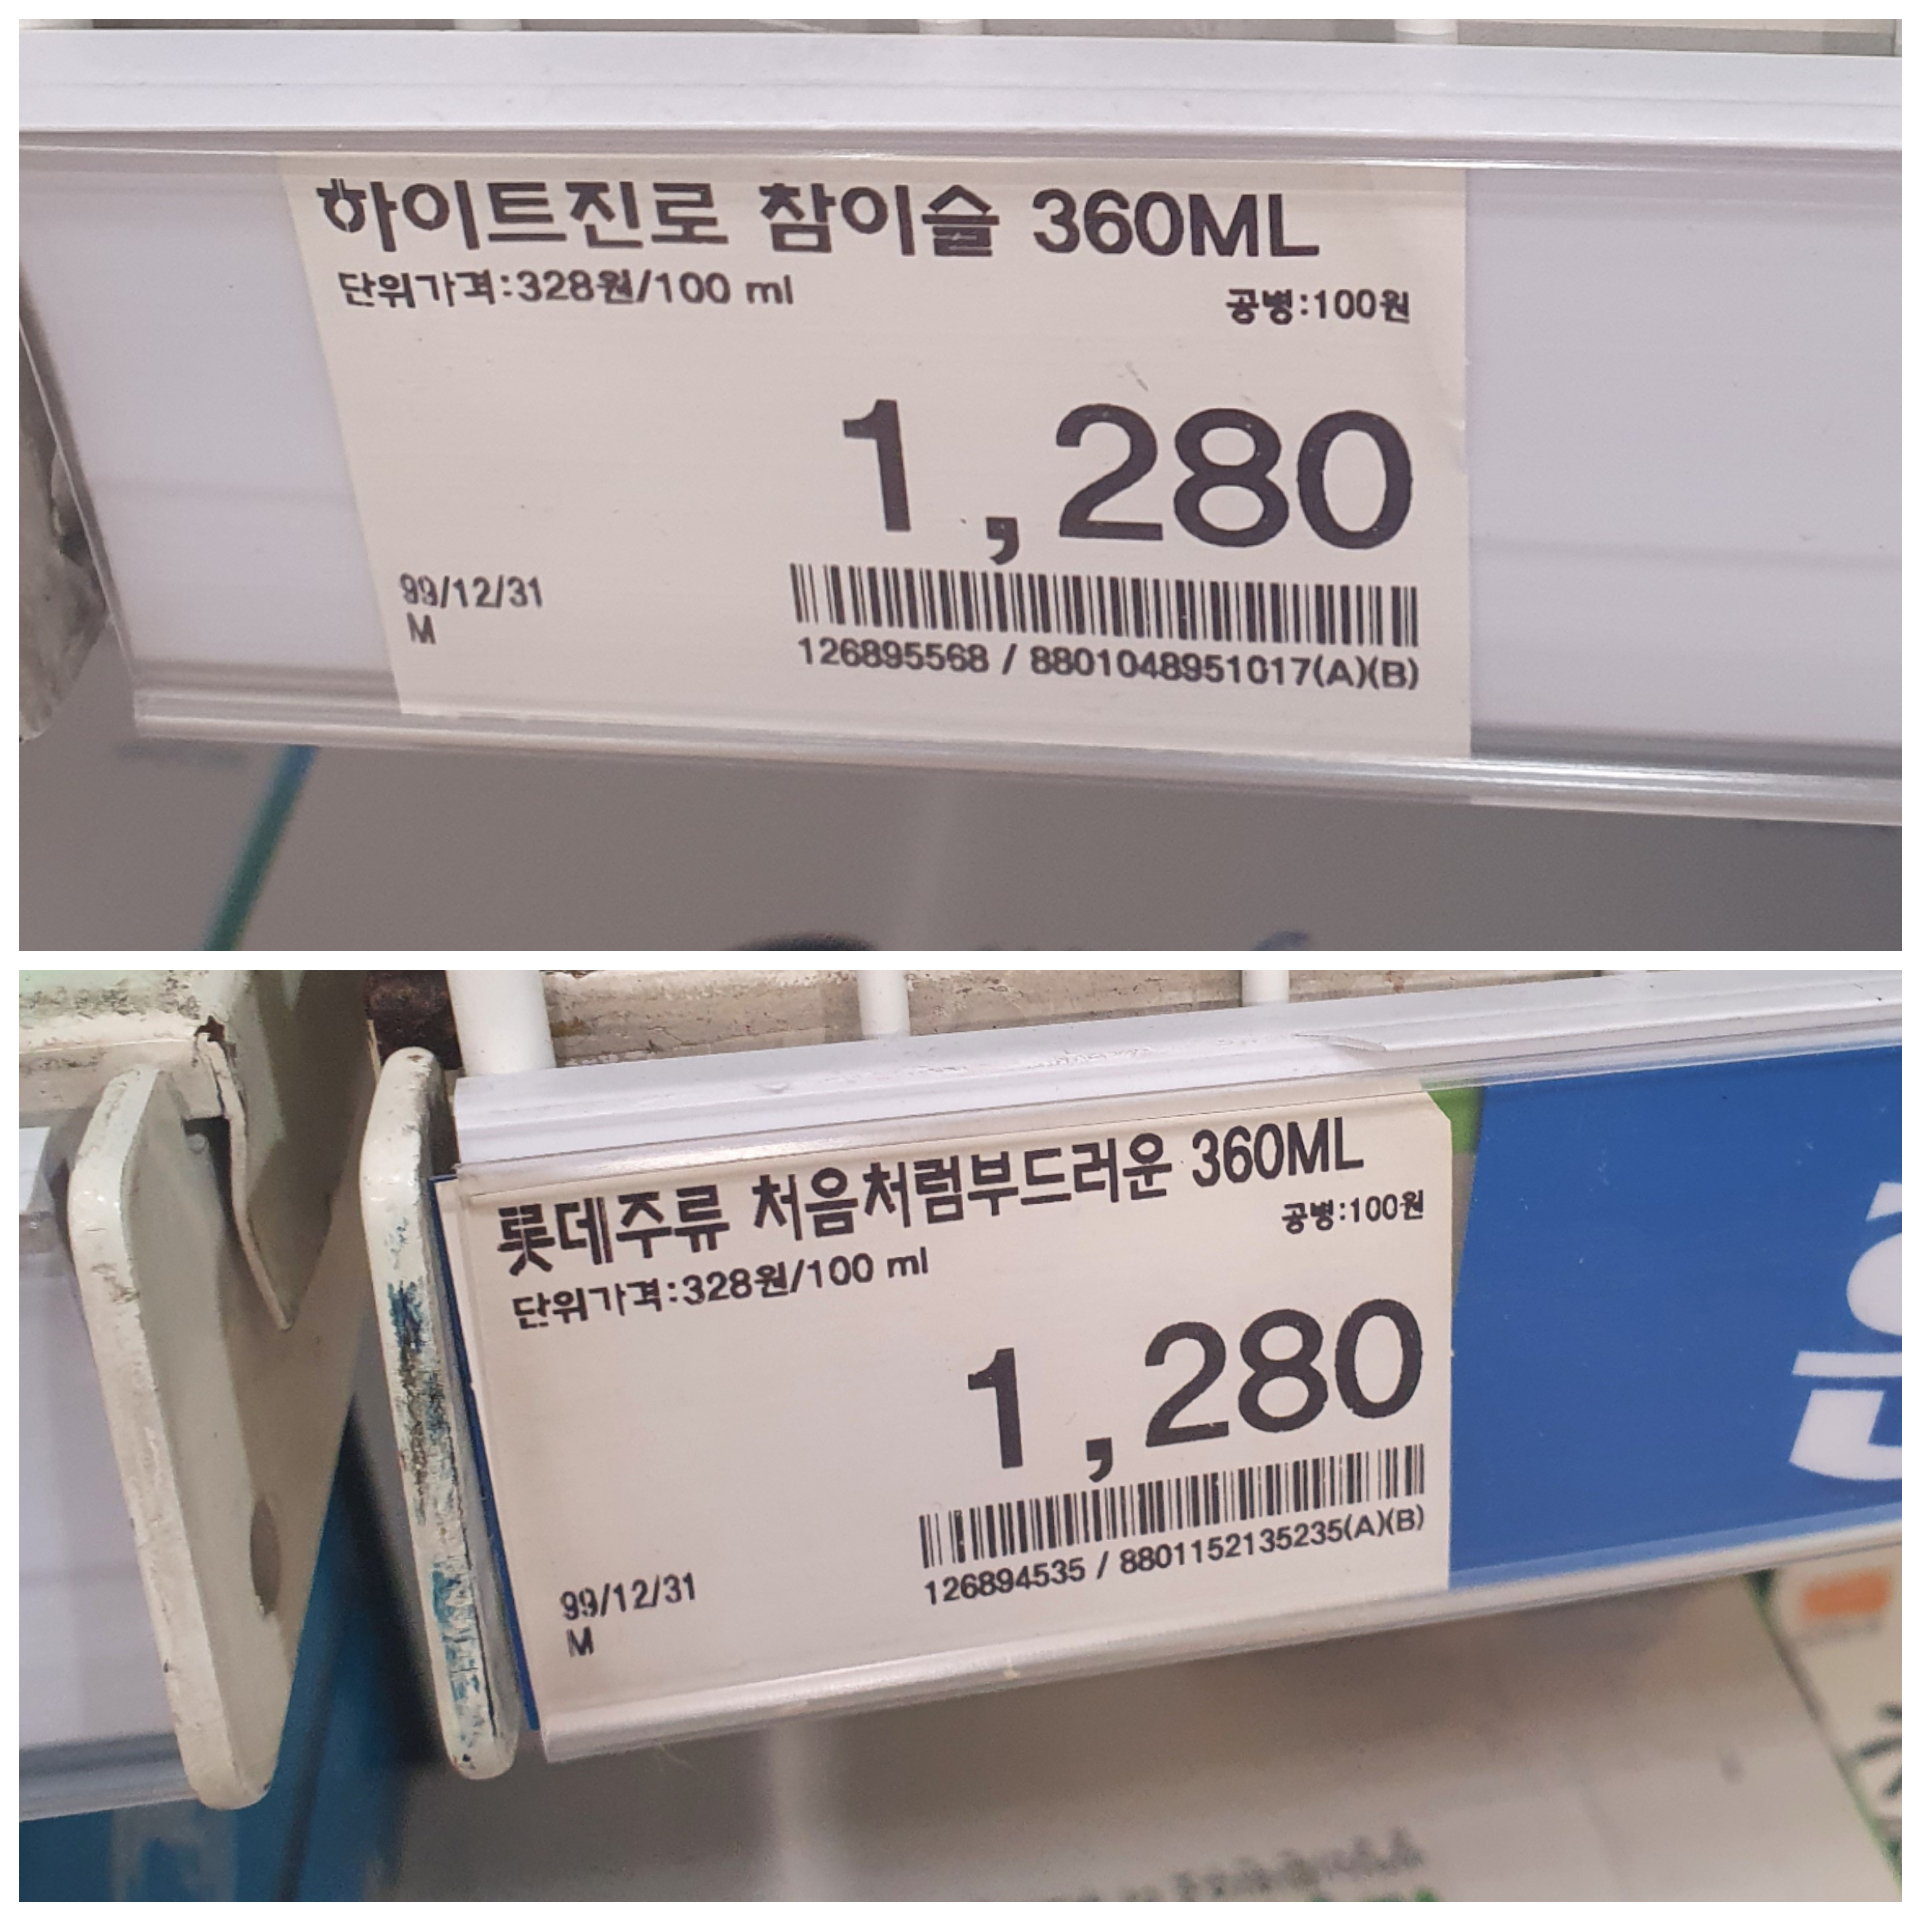 하이트진로 참이슬 360ML
단위가격:328원/100 ml
공병:100원
1,280
99/12/31
M
126895568 / 8801048951017(A)(B)
롯데주류 처음처럼부드러운 360ML
공병:100원
단위가격:328원/100 ml
1,280
99/12/31
M
126894535 / 8801152135235(A)(B)